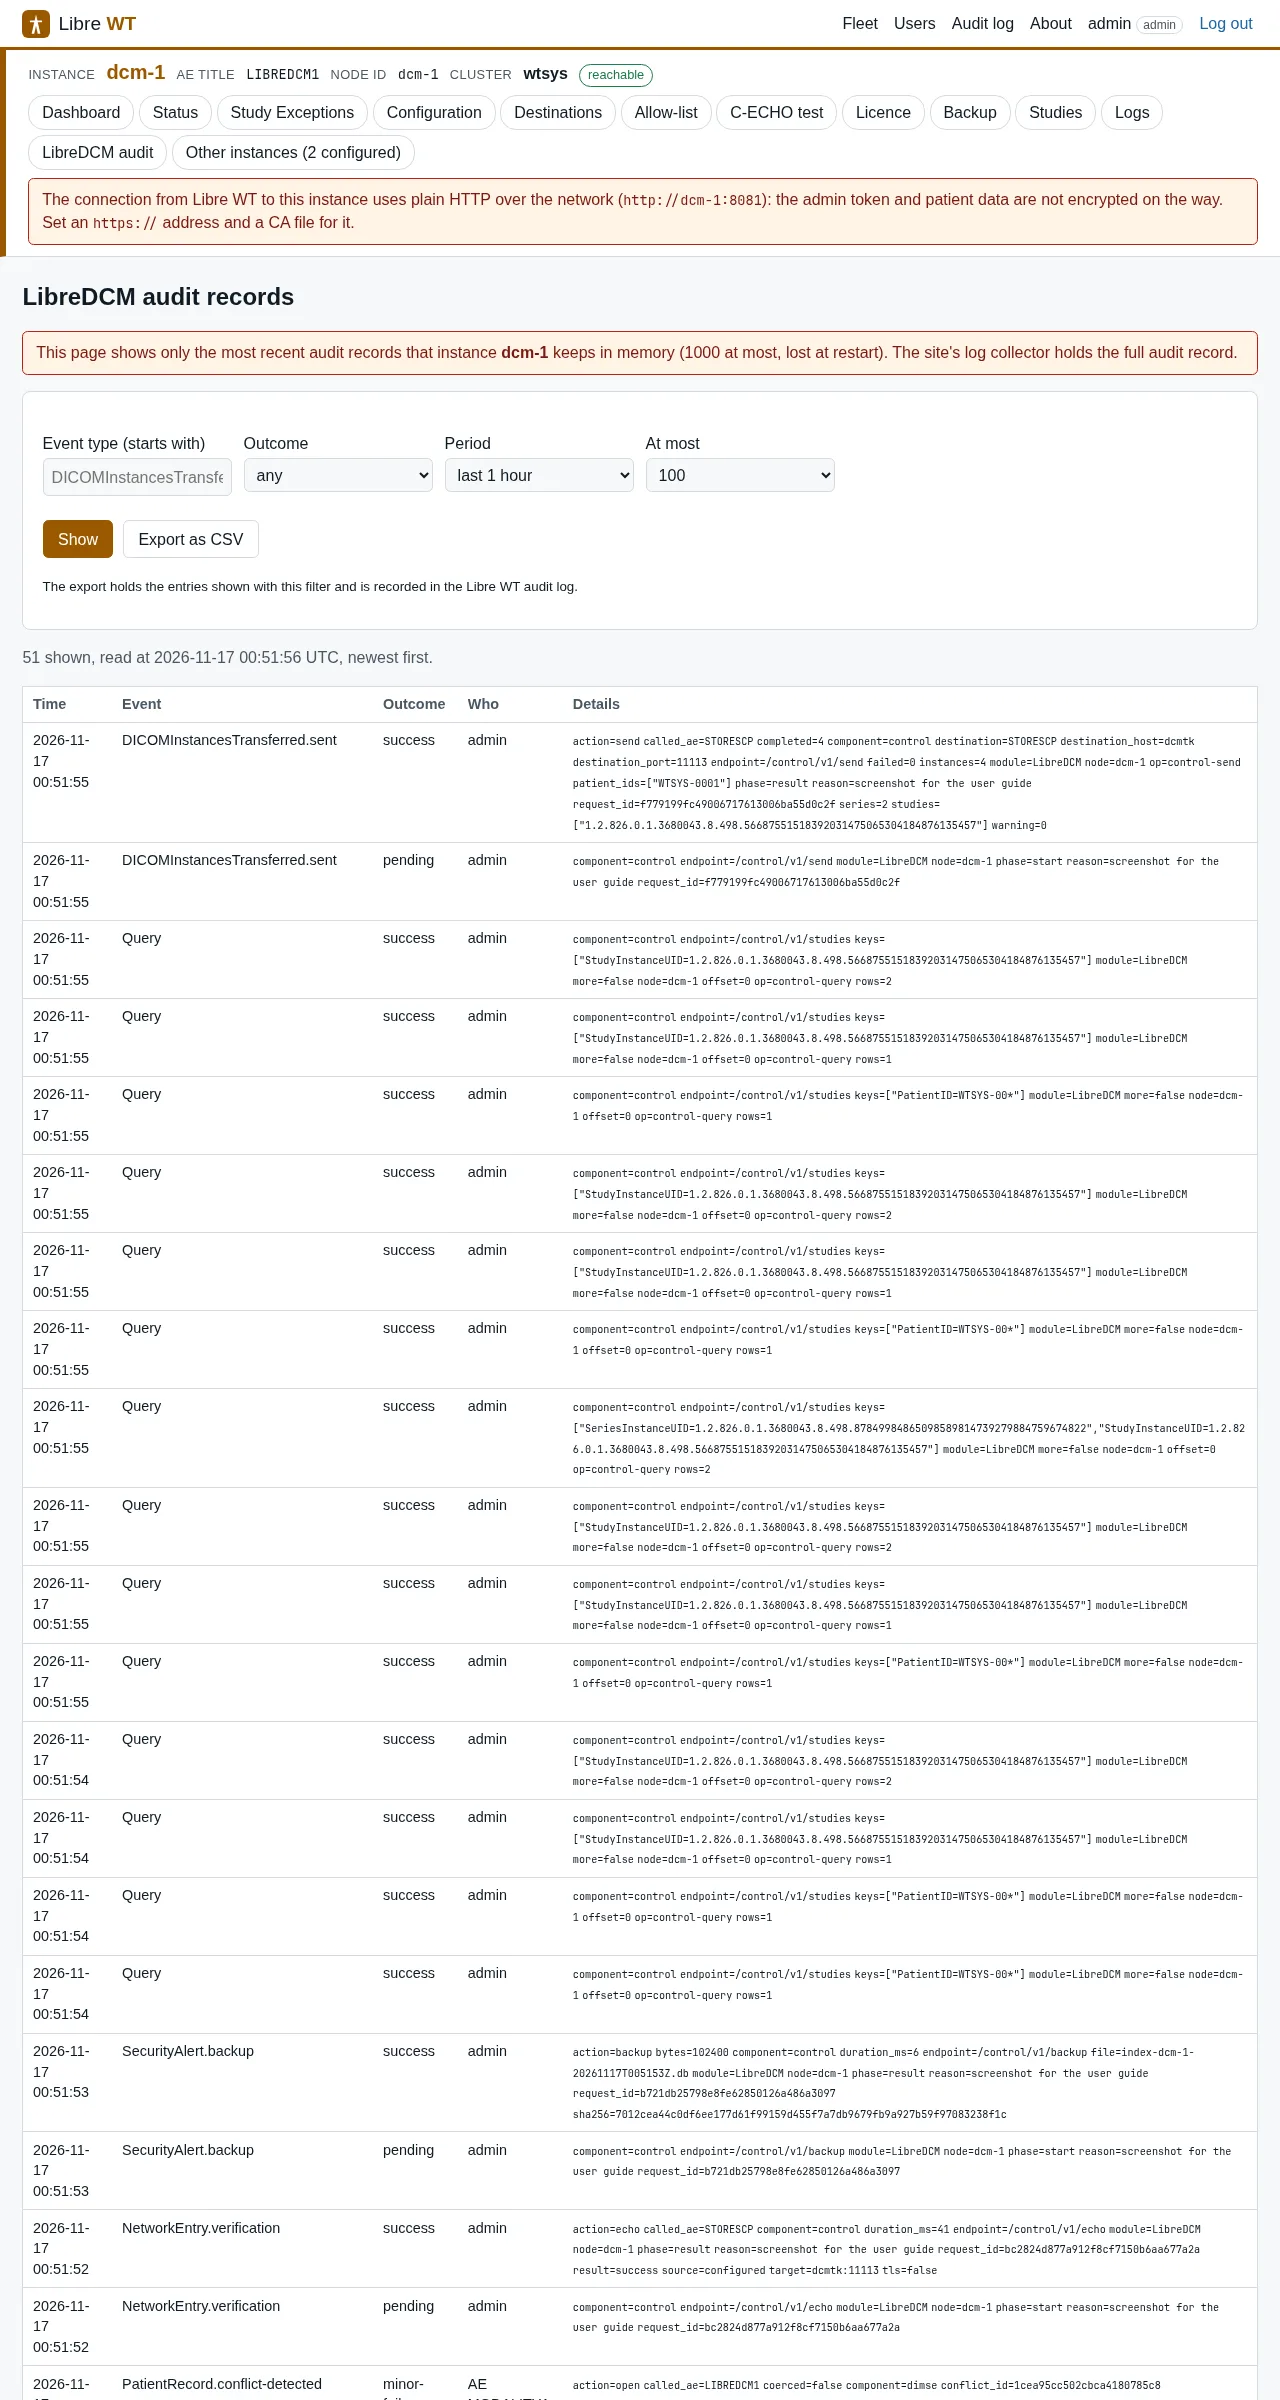 Libre WT
Fleet Users Audit log About admin admin Log out
INSTANCE dcm-1 AE TITLE LIBREDCM1 NODE ID dcm-1 CLUSTER wtsys reachable
Dashboard Status Study Exceptions Configuration Destinations Allow-list C-ECHO test Licence Backup Studies Logs
LibreDCM audit Other instances (2 configured)
The connection from Libre WT to this instance uses plain HTTP over the network (http://dcm-1:8081): the admin token and patient data are not encrypted on the way.
Set an https:// address and a CA file for it.
LibreDCM audit records
This page shows only the most recent audit records that instance dcm-1 keeps in memory (1000 at most, lost at restart). The site's log collector holds the full audit record.
Event type (starts with) Outcome Period At most
DICOMInstancesTransfe any last 1 hour 100
Show Export as CSV
The export holds the entries shown with this filter and is recorded in the Libre WT audit log.
51 shown, read at 2026-11-17 00:51:56 UTC, newest first.
Time Event Outcome Who Details
2026-11- DICOMInstancesTransferred.sent success admin action=send called_ae=STORESCP completed=4 component=control destination=STORESCP destination_host=dcmtk
17 destination_port=11113 endpoint=/control/v1/send failed=0 instances=4 module=LibreDCM node=dcm-1 op=control-send
00:51:55 patient_ids=["WTSYS-0001"] phase=result reason=screenshot for the user guide
request_id=f779199fc49006717613006ba55d0c2f series=2 studies=
["1.2.826.0.1.3680043.8.498.56687551518392031475065304184876135457"] warning=0
2026-11- DICOMInstancesTransferred.sent pending admin component=control endpoint=/control/v1/send module=LibreDCM node=dcm-1 phase=start reason=screenshot for the
17 user guide request_id=f779199fc49006717613006ba55d0c2f
00:51:55
2026-11- Query success admin component=control endpoint=/control/v1/studies keys=
17 ["StudyInstanceUID=1.2.826.0.1.3680043.8.498.56687551518392031475065304184876135457"] module=LibreDCM
00:51:55 more=false node=dcm-1 offset=0 op=control-query rows=2
2026-11- Query success admin component=control endpoint=/control/v1/studies keys=
17 ["StudyInstanceUID=1.2.826.0.1.3680043.8.498.56687551518392031475065304184876135457"] module=LibreDCM
00:51:55 more=false node=dcm-1 offset=0 op=control-query rows=1
2026-11- Query success admin component=control endpoint=/control/v1/studies keys=["PatientID=WTSYS-00*"] module=LibreDCM more=false node=dcm-
17 1 offset=0 op=control-query rows=1
00:51:55
2026-11- Query success admin component=control endpoint=/control/v1/studies keys=
17 ["StudyInstanceUID=1.2.826.0.1.3680043.8.498.56687551518392031475065304184876135457"] module=LibreDCM
00:51:55 more=false node=dcm-1 offset=0 op=control-query rows=2
2026-11- Query success admin component=control endpoint=/control/v1/studies keys=
17 ["StudyInstanceUID=1.2.826.0.1.3680043.8.498.56687551518392031475065304184876135457"] module=LibreDCM
00:51:55 more=false node=dcm-1 offset=0 op=control-query rows=1
2026-11- Query success admin component=control endpoint=/control/v1/studies keys=["PatientID=WTSYS-00*"] module=LibreDCM more=false node=dcm-
17 1 offset=0 op=control-query rows=1
00:51:55
2026-11- Query success admin component=control endpoint=/control/v1/studies keys=
17 ["SeriesInstanceUID=1.2.826.0.1.3680043.8.498.87849984865098589814739279884759674822","StudyInstanceUID=1.2.82
00:51:55 6.0.1.3680043.8.498.56687551518392031475065304184876135457"] module=LibreDCM more=false node=dcm-1 offset=0
op=control-query rows=2
2026-11- Query success admin component=control endpoint=/control/v1/studies keys=
17 ["StudyInstanceUID=1.2.826.0.1.3680043.8.498.56687551518392031475065304184876135457"] module=LibreDCM
00:51:55 more=false node=dcm-1 offset=0 op=control-query rows=2
2026-11- Query success admin component=control endpoint=/control/v1/studies keys=
17 ["StudyInstanceUID=1.2.826.0.1.3680043.8.498.56687551518392031475065304184876135457"] module=LibreDCM
00:51:55 more=false node=dcm-1 offset=0 op=control-query rows=1
2026-11- Query success admin component=control endpoint=/control/v1/studies keys=["PatientID=WTSYS-00*"] module=LibreDCM more=false node=dcm-
17 1 offset=0 op=control-query rows=1
00:51:55
2026-11- Query success admin component=control endpoint=/control/v1/studies keys=
17 ["StudyInstanceUID=1.2.826.0.1.3680043.8.498.56687551518392031475065304184876135457"] module=LibreDCM
00:51:54 more=false node=dcm-1 offset=0 op=control-query rows=2
2026-11- Query success admin component=control endpoint=/control/v1/studies keys=
17 ["StudyInstanceUID=1.2.826.0.1.3680043.8.498.56687551518392031475065304184876135457"] module=LibreDCM
00:51:54 more=false node=dcm-1 offset=0 op=control-query rows=1
2026-11- Query success admin component=control endpoint=/control/v1/studies keys=["PatientID=WTSYS-00*"] module=LibreDCM more=false node=dcm-
17 1 offset=0 op=control-query rows=1
00:51:54
2026-11- Query success admin component=control endpoint=/control/v1/studies keys=["PatientID=WTSYS-00*"] module=LibreDCM more=false node=dcm-
17 1 offset=0 op=control-query rows=1
00:51:54
2026-11- SecurityAlert.backup success admin action=backup bytes=102400 component=control duration_ms=6 endpoint=/control/v1/backup file=index-dcm-1-
17 20261117T005153Z.db module=LibreDCM node=dcm-1 phase=result reason=screenshot for the user guide
00:51:53 request_id=b721db25798e8fe62850126a486a3097
sha256=7012cea44c0df6ee177d61f99159d455f7a7db9679fb9a927b59f97083238f1c
2026-11- SecurityAlert.backup pending admin component=control endpoint=/control/v1/backup module=LibreDCM node=dcm-1 phase=start reason=screenshot for the
17 user guide request_id=b721db25798e8fe62850126a486a3097
00:51:53
2026-11- NetworkEntry.verification success admin action=echo called_ae=STORESCP component=control duration_ms=41 endpoint=/control/v1/echo module=LibreDCM
17 node=dcm-1 phase=result reason=screenshot for the user guide request_id=bc2824d877a912f8cf7150b6aa677a2a
00:51:52 result=success source=configured target=dcmtk:11113 tls=false
2026-11- NetworkEntry.verification pending admin component=control endpoint=/control/v1/echo module=LibreDCM node=dcm-1 phase=start reason=screenshot for the
17 user guide request_id=bc2824d877a912f8cf7150b6aa677a2a
00:51:52
2026-11- PatientRecord.conflict-detected minor- AE action=open called_ae=LIBREDCM1 coerced=false component=dimse conflict_id=1cea95cc502cbca4180785c8